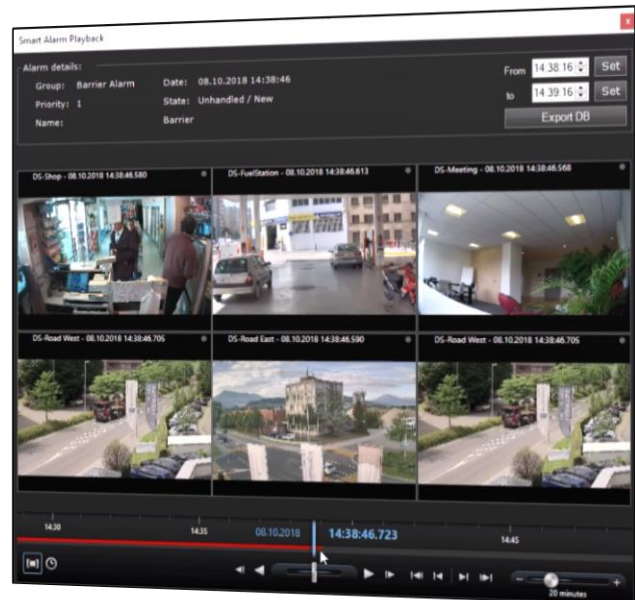 Smart Alarm Playback
x
Alarm details:
Group: Barrier Alarm
Date: 08.10.2018 14:38:46
Priority: 1
State: Unhandled / New
Name:
Barrier
From 14:38:16 Set
to 14:39:16 Set
Export DB
DS-Shop - 08.10.2018 14:38:46.580
DS-FuelStation - 08.10.2018 14:38:46.613
DS-Meeting - 08.10.2018 14:38:46.568
DS-Road West - 08.10.2018 14:38:46.705
DS-Road East - 08.10.2018 14:38:46.590
DS-Road West - 08.10.2018 14:38:46.705
14:30
14:35
08.10.2018
14:38:46.723
14:45
20 minutes